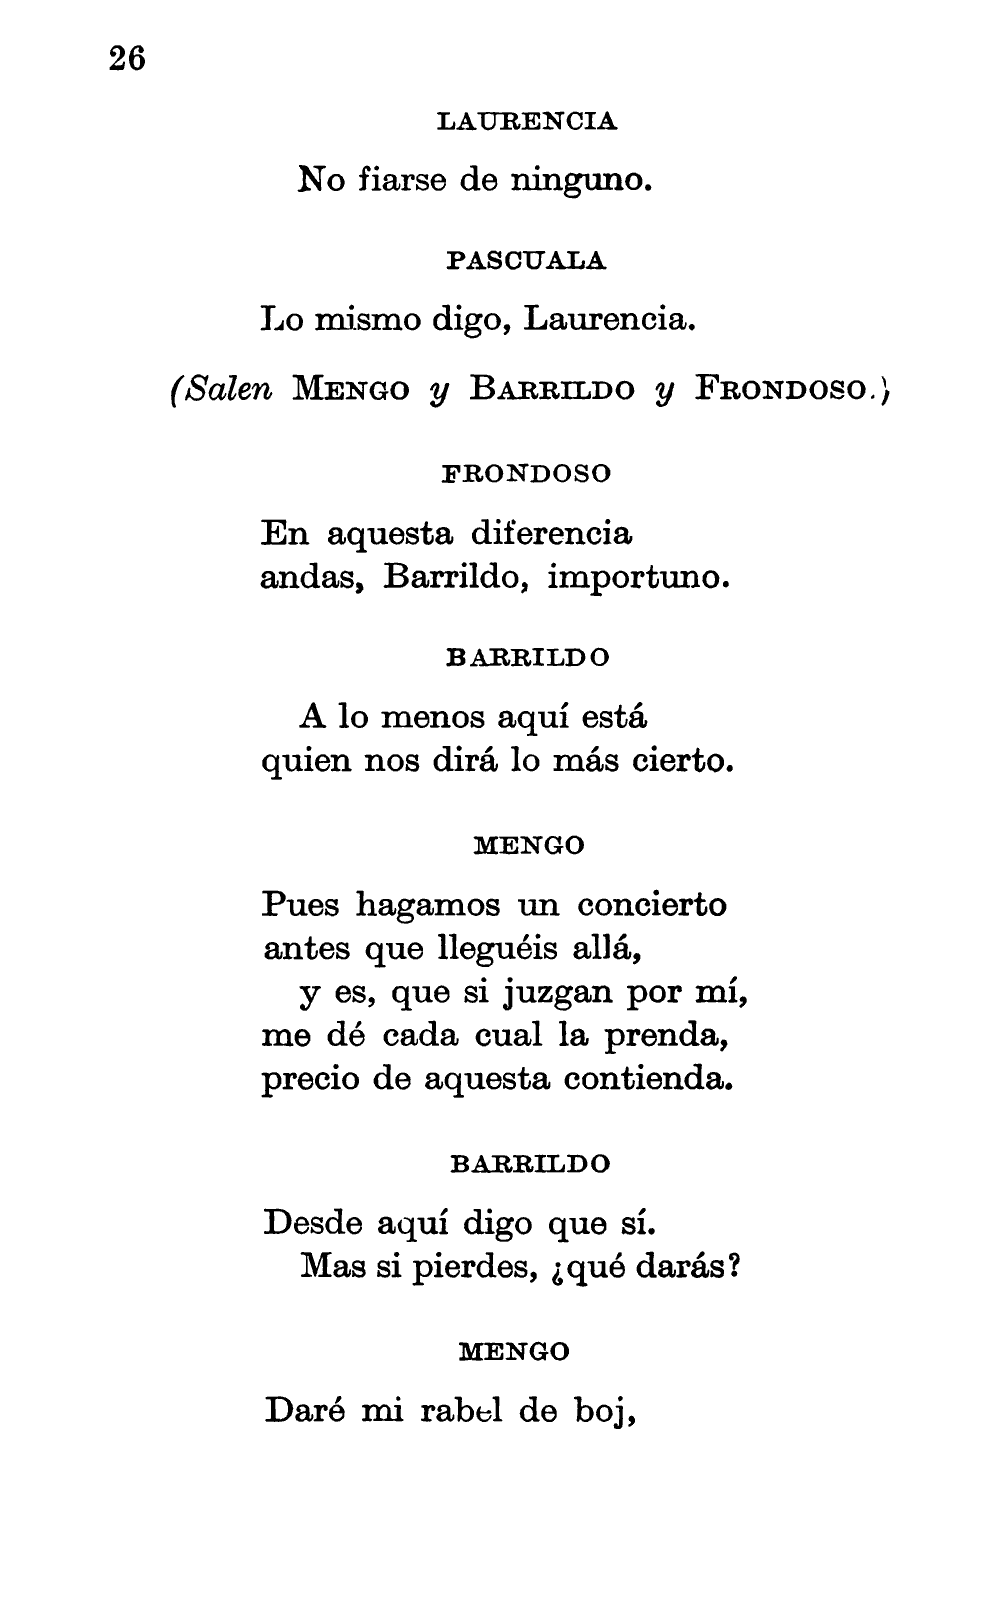 26
LAURENCIA
No fiarse de ninguno.
PASCUALA
Lo mismo digo, Laurencia.
(Salen MENGO y BARRILDO y FRONDOSO.)
FRONDOSO
En aquesta diferencia
andas, Barrildo, importuno.
BARRILDO
A lo menos aquí está
quien nos dirá lo más cierto.
MENGO
Pues hagamos un concierto
antes que lleguéis allá,
y es, que si juzgan por mí,
me dé cada cual la prenda,
precio de aquesta contienda.
BARRILDO
Desde aquí digo que sí.
Mas si pierdes, ¿qué darás?
MENGO
Daré mi rabel de boj,